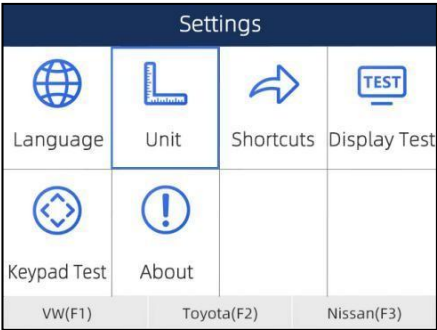 Settings
TEST
Language Unit Shortcuts Display Test
Keypad Test About
VW(F1) Toyota(F2) Nissan(F3)